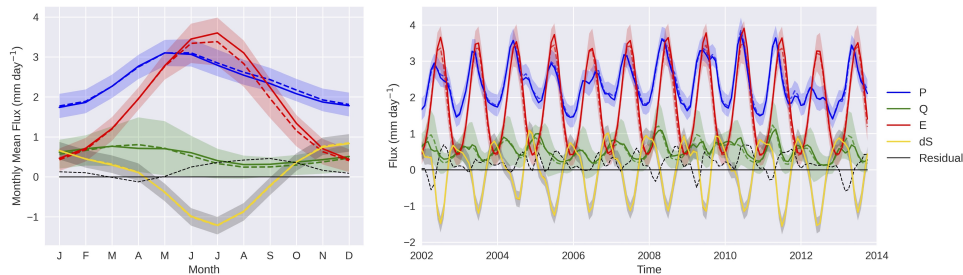 Monthly Mean Flux (mm day⁻¹)
4
3
2
1
0
−1
J F M A M J J A S O N D
Month
Flux (mm day⁻¹)
4
3
2
1
0
−1
−2
2002 2004 2006 2008 2010 2012 2014
Time
P
Q
E
dS
Residual